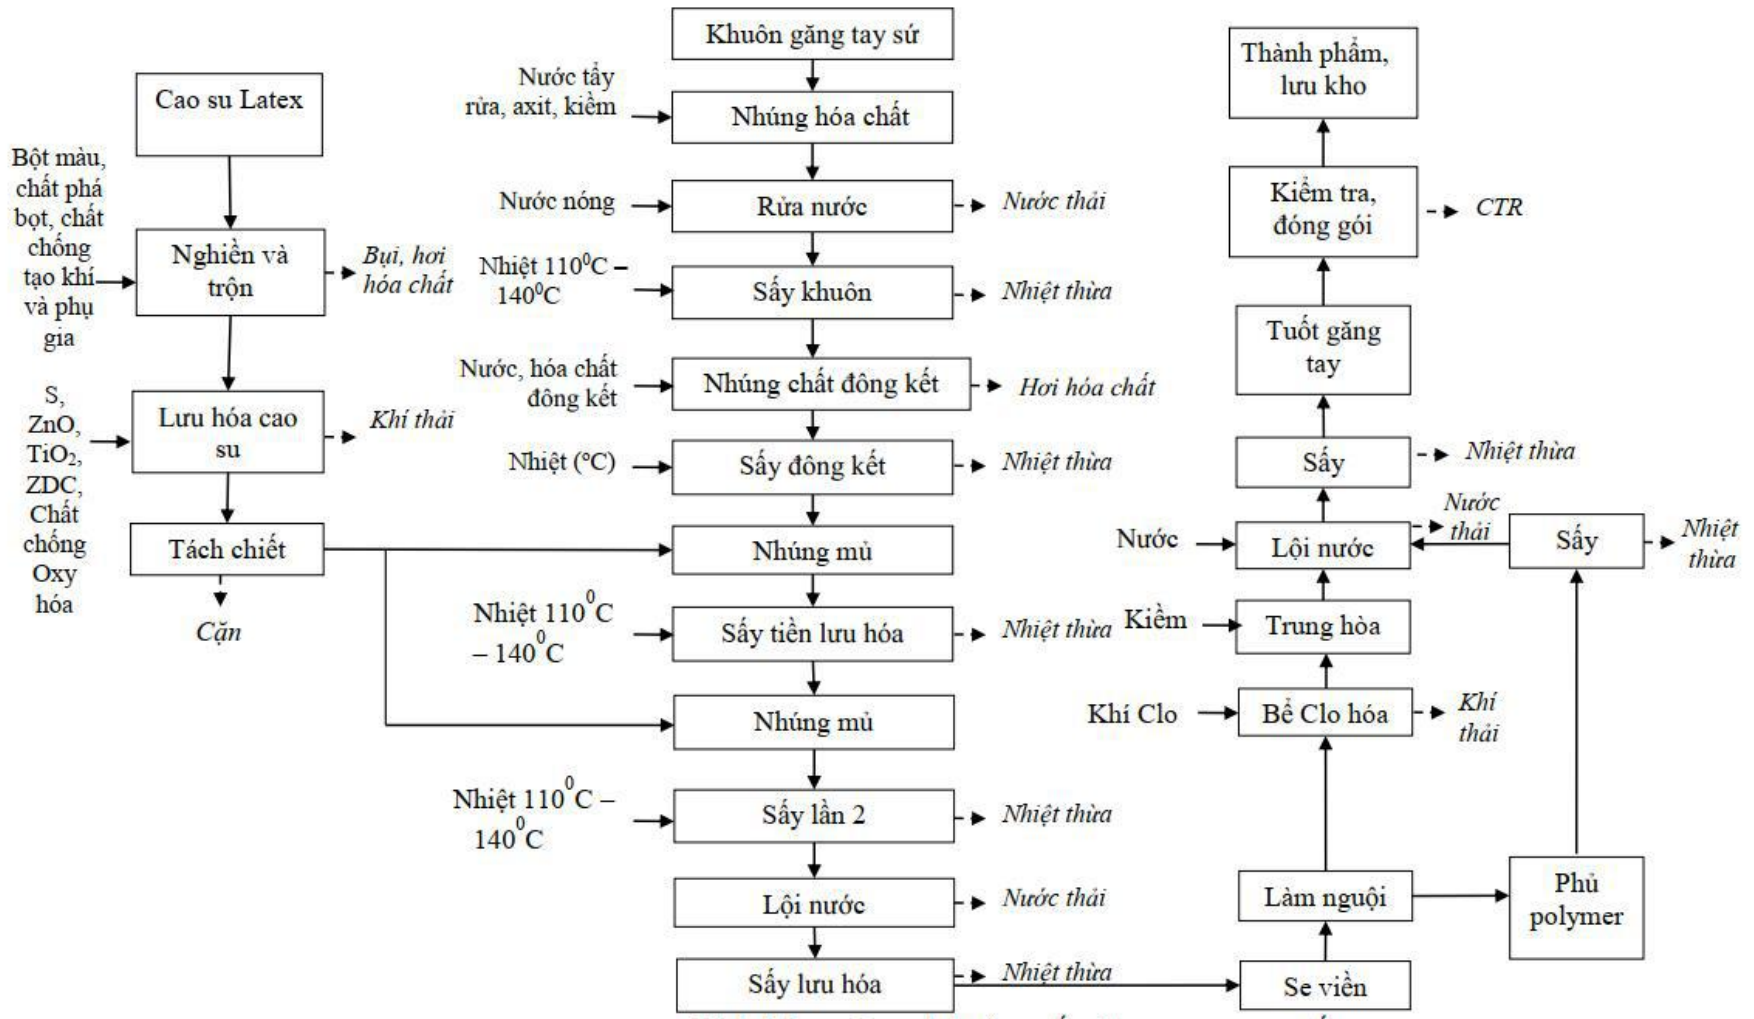 Cao su Latex
Bột màu,
chất phá
bọt, chất
chống
tạo khí
và phụ
gia
Nghiền và
trộn
Bụi, hơi
hóa chất
S,
ZnO,
TiO₂,
ZDC,
Chất
chống
Oxy
hóa
Lưu hóa cao
su
Khí thải
Tách chiết
Cặn
Khuôn găng tay sứ
Nước tẩy
rửa, axit, kiềm
Nhúng hóa chất
Nước nóng
Rửa nước
Nước thải
Nhiệt 110⁰C –
140⁰C
Sấy khuôn
Nhiệt thừa
Nước, hóa chất
đông kết
Nhúng chất đông kết
Hơi hóa chất
Nhiệt (ºC)
Sấy đông kết
Nhiệt thừa
Nhúng mủ
Nhiệt 110⁰C
– 140⁰C
Sấy tiền lưu hóa
Nhiệt thừa
Nhúng mủ
Nhiệt 110⁰C –
140⁰C
Sấy lần 2
Nhiệt thừa
Lội nước
Nước thải
Sấy lưu hóa
Nhiệt thừa
Thành phẩm,
lưu kho
Kiểm tra,
đóng gói
CTR
Tuốt găng
tay
Sấy
Nhiệt thừa
Nước
Lội nước
Nước
thải
Sấy
Nhiệt
thừa
Kiềm
Trung hòa
Khí Clo
Bể Clo hóa
Khí
thải
Làm nguội
Phủ
polymer
Se viền